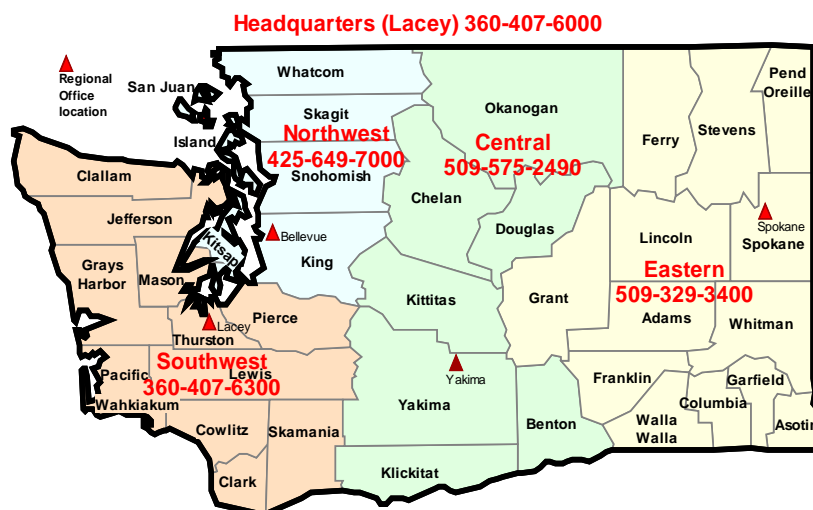 Headquarters (Lacey) 360-407-6000
Regional
Office
location
San Juan
Whatcom
Skagit
Island
Northwest
425-649-7000
Snohomish
Okanogan
Central
509-575-2490
Chelan
Douglas
Ferry
Stevens
Pend
Oreille
Clallam
Jefferson
Kitsap
Bellevue
King
Grays
Harbor
Mason
Lincoln
Spokane
Spokane
Eastern
509-329-3400
Kittitas
Grant
Adams
Whitman
Pierce
Lacey
Thurston
Southwest
360-407-6300
Lewis
Pacific
Wahkiakum
Yakima
Yakima
Franklin
Garfield
Columbia
Walla
Walla
Asotin
Benton
Cowlitz
Skamania
Klickitat
Clark